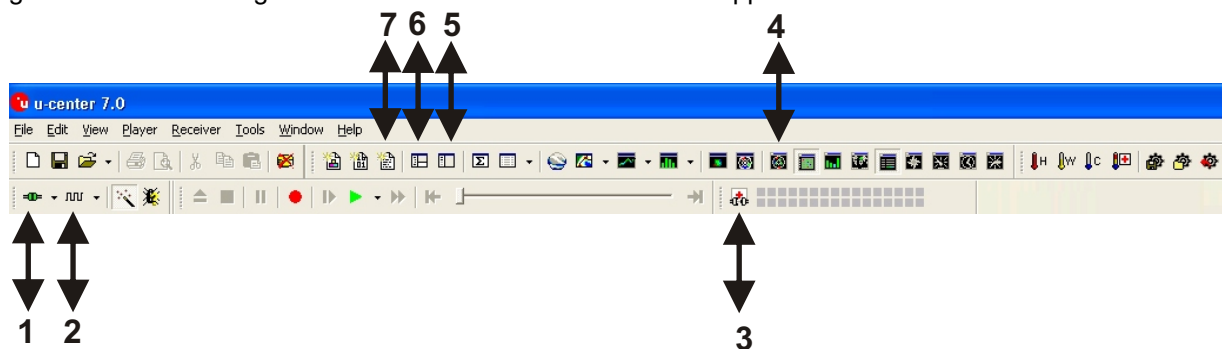 7 6 5 4
u u-center 7.0
File Edit View Player Receiver Tools Window Help
H W C
1 2 3